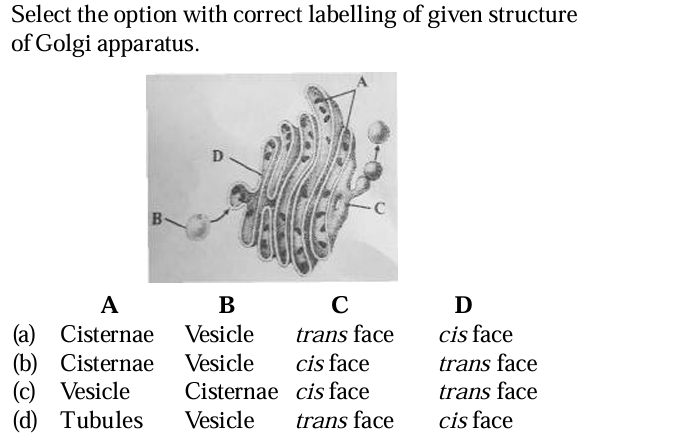 Select the option with correct labelling of given structure
of Golgi apparatus.
A
D
B
C
A B C D
(a) Cisternae Vesicle trans face cis face
(b) Cisternae Vesicle cis face trans face
(c) Vesicle Cisternae cis face trans face
(d) Tubules Vesicle trans face cis face